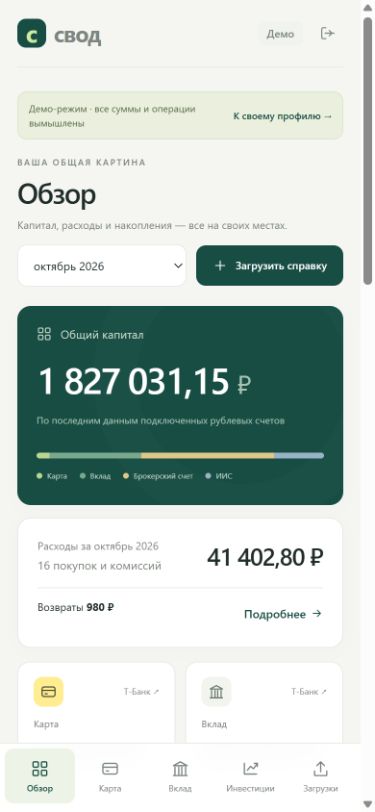 с свод
Демо
Демо-режим · все суммы и операции
вымышлены
К своему профилю →
ВАША ОБЩАЯ КАРТИНА
Обзор
Капитал, расходы и накопления — все на своих местах.
октябрь 2026
+ Загрузить справку
Общий капитал
1 827 031,15 ₽
По последним данным подключенных рублевых счетов
Карта Вклад Брокерский счет ИИС
Расходы за октябрь 2026
16 покупок и комиссий
41 402,80 ₽
Возвраты 980 ₽
Подробнее →
Т-Банк ↗
Карта
Т-Банк ↗
Вклад
Обзор Карта Вклад Инвестиции Загрузки